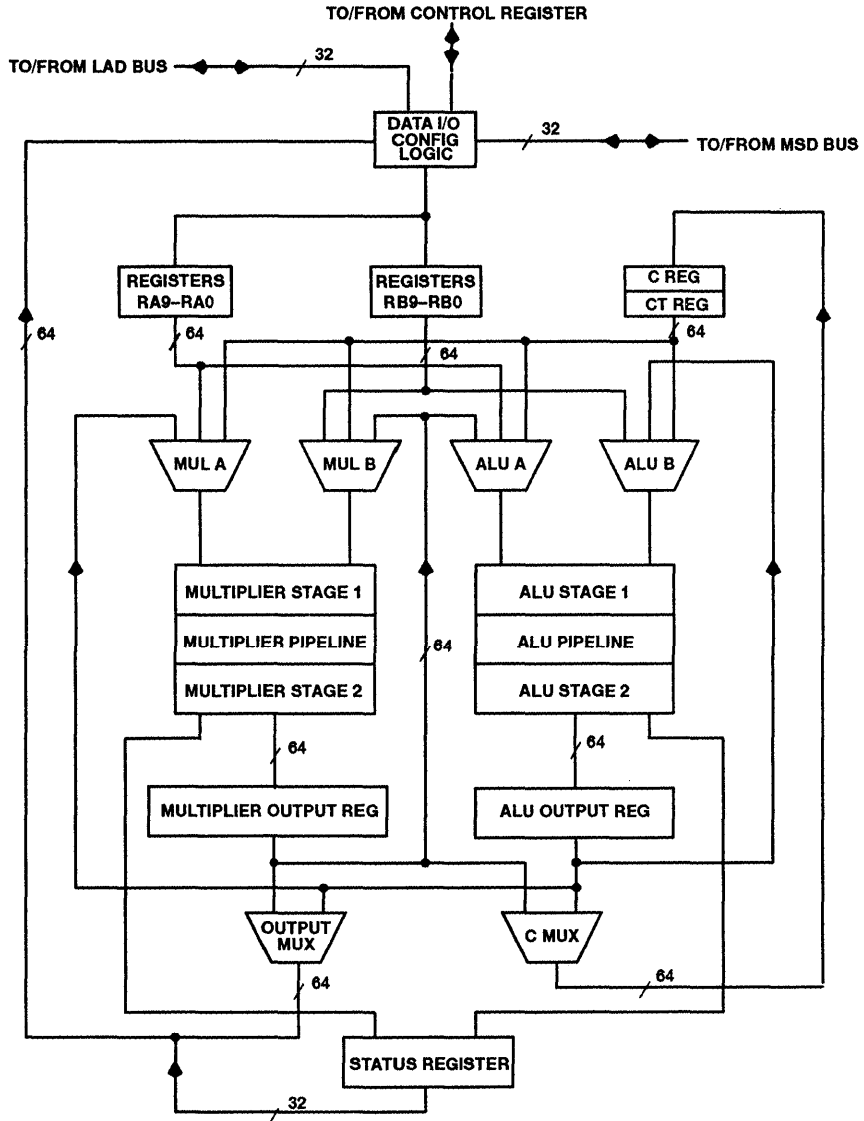 TO/FROM CONTROL REGISTER
TO/FROM LAD BUS
32
DATA I/O
CONFIG
LOGIC
32
TO/FROM MSD BUS
REGISTERS
RA9–RA0
REGISTERS
RB9–RB0
C REG
CT REG
64
64
64
64
MUL A
MUL B
ALU A
ALU B
MULTIPLIER STAGE 1
MULTIPLIER PIPELINE
MULTIPLIER STAGE 2
ALU STAGE 1
ALU PIPELINE
ALU STAGE 2
64
64
64
MULTIPLIER OUTPUT REG
ALU OUTPUT REG
OUTPUT
MUX
C MUX
64
64
STATUS REGISTER
32